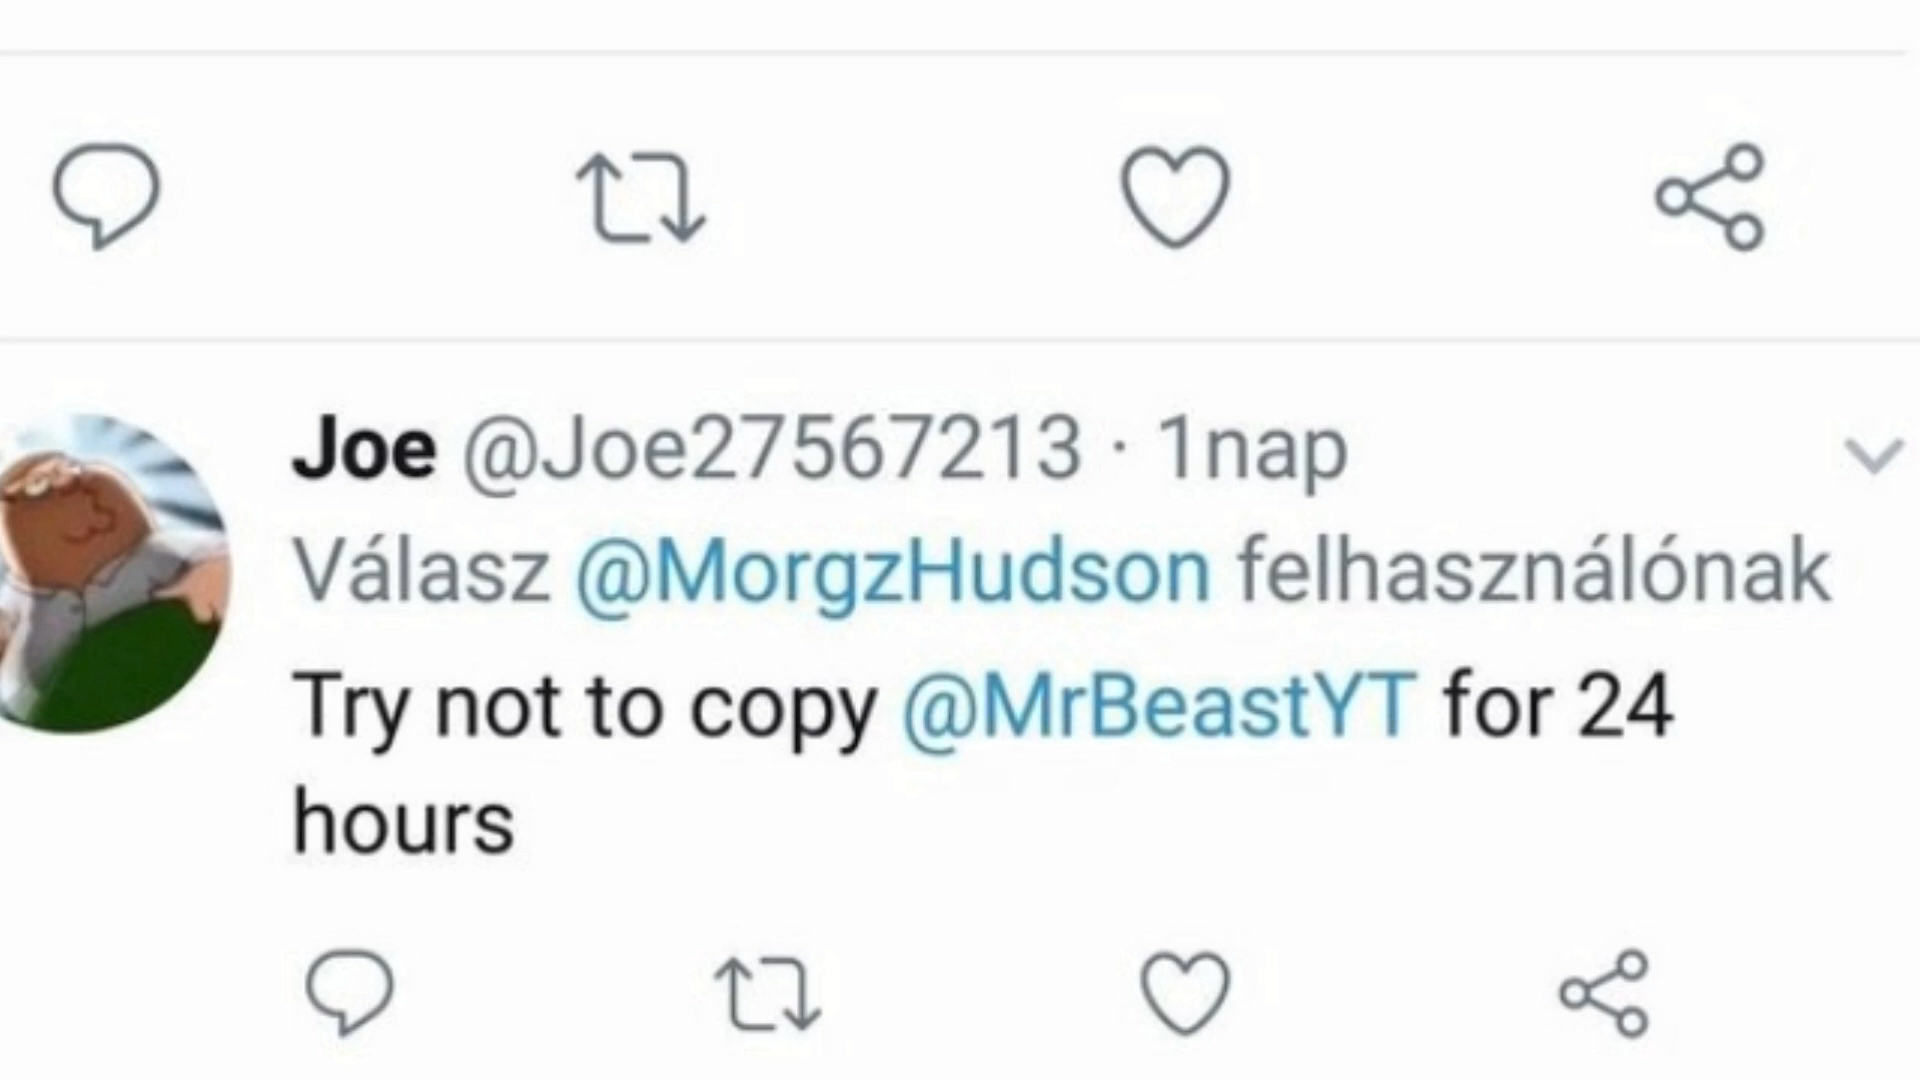 Joe @Joe27567213 · 1nap
Válasz @MorgzHudson felhasználónak
Try not to copy @MrBeastYT for 24
hours